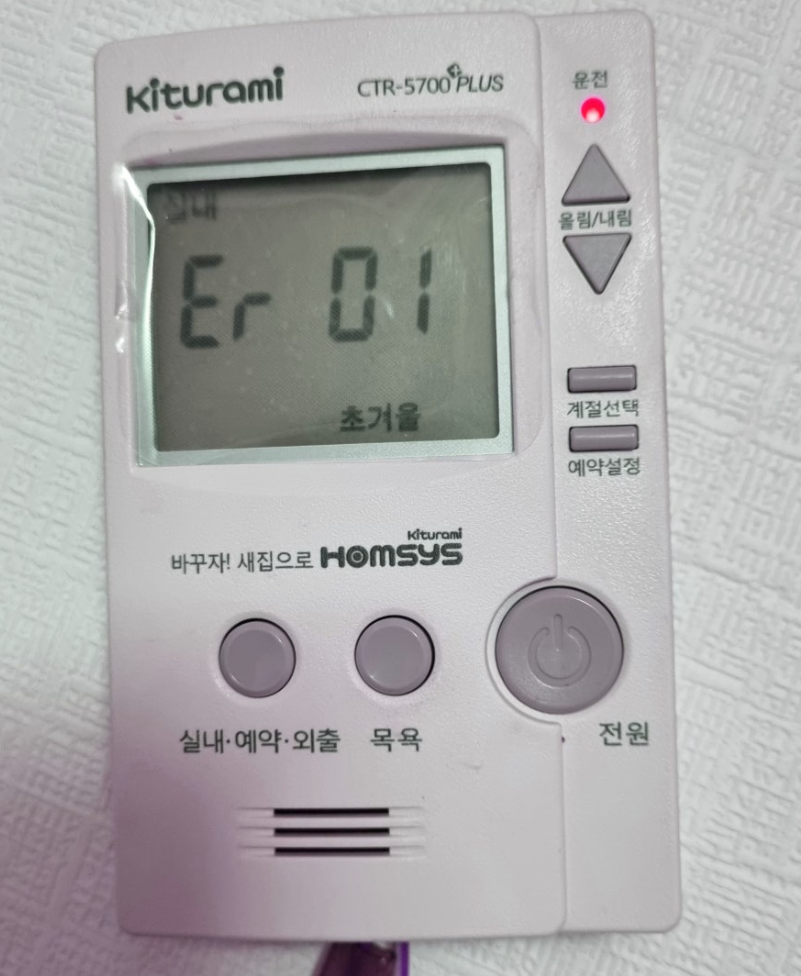 Kiturami
CTR-5700 PLUS
운전
실내
Er 01
초겨울
올림/내림
계절선택
예약설정
바꾸자! 새집으로 Kiturami HOMSYS
실내·예약·외출
목욕
전원